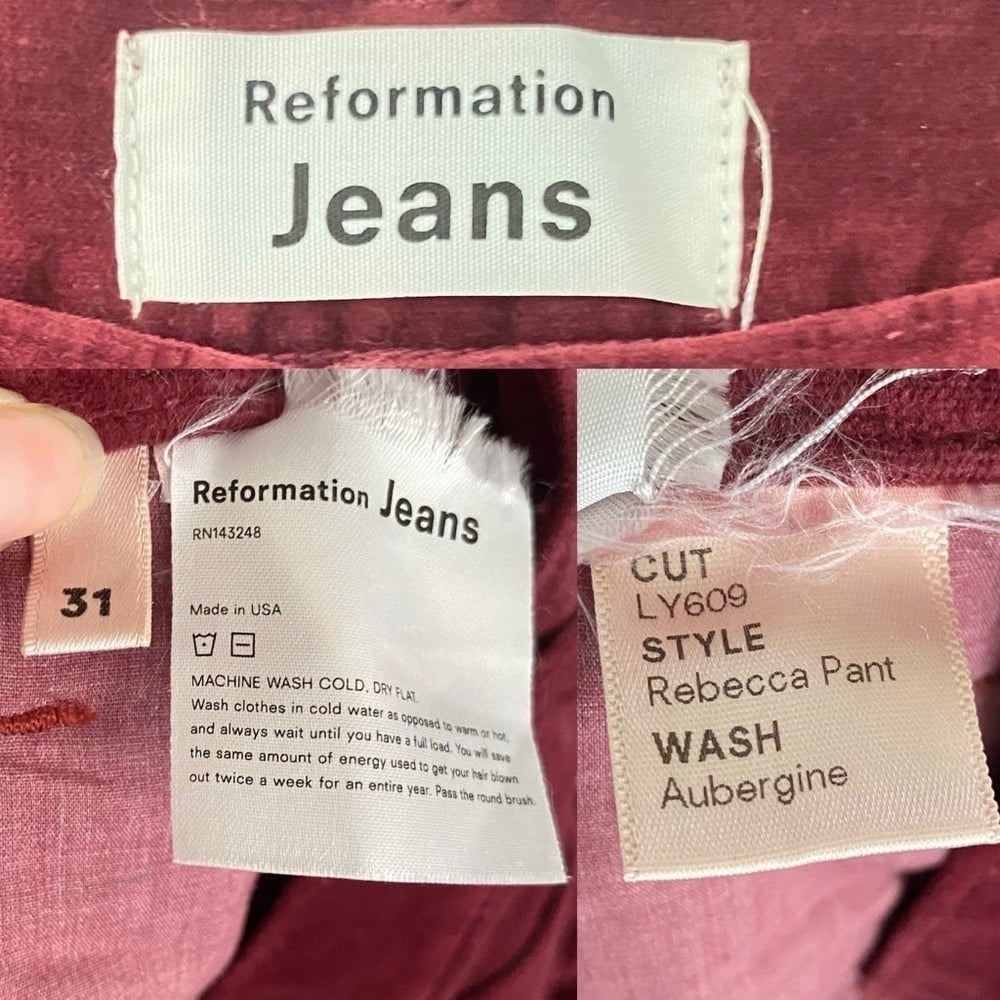 Reformation
Jeans
31
Reformation Jeans
RN143248
Made in USA
MACHINE WASH COLD, DRY FLAT.
Wash clothes in cold water as opposed to warm or hot,
and always wait until you have a full load. You will save
the same amount of energy used to get your hair blown
out twice a week for an entire year. Pass the round brush.
CUT
LY609
STYLE
Rebecca Pant
WASH
Aubergine